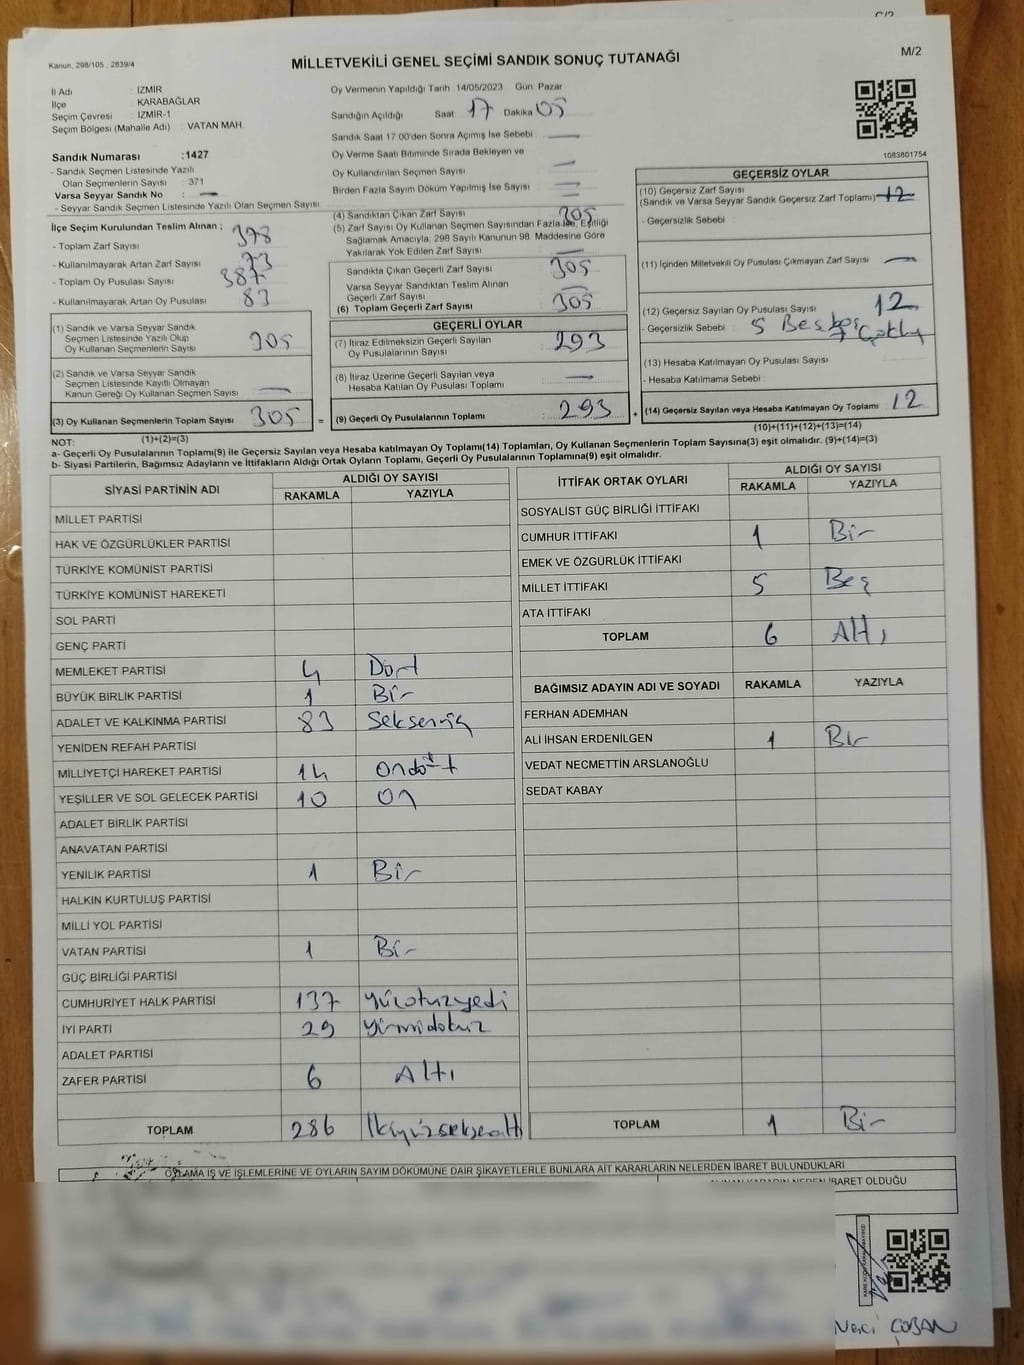 C/2
M/2
Kanun, 298/105 , 2839/4
MİLLETVEKİLİ GENEL SEÇİMİ SANDIK SONUÇ TUTANAĞI
İl Adı : İZMİR
İlçe KARABAĞLAR
Seçim Çevresi : İZMİR-1
Seçim Bölgesi (Mahalle Adı) : VATAN MAH.
Sandık Numarası :1427
- Sandık Seçmen Listesinde Yazılı
Olan Seçmenlerin Sayısı : 371
Varsa Seyyar Sandık No : —
- Seyyar Sandık Seçmen Listesinde Yazılı Olan Seçmen Sayısı
Oy Vermenin Yapıldığı Tarih 14/05/2023 Gün: Pazar
Sandığın Açıldığı Saat 17 Dakika 05
Sandık Saat 17:00'den Sonra Açılmış İse Sebebi : —
Oy Verme Saati Bitiminde Sırada Bekleyen ve
Oy Kullandırılan Seçmen Sayısı : —
Birden Fazla Sayım Döküm Yapılmış İse Sayısı : —
1083801754
İlçe Seçim Kurulundan Teslim Alınan :
- Toplam Zarf Sayısı : 378
- Kullanılmayarak Artan Zarf Sayısı : 73
- Toplam Oy Pusulası Sayısı : 387
- Kullanılmayarak Artan Oy Pusulası : 83
(1) Sandık ve Varsa Seyyar Sandık
Seçmen Listesinde Yazılı Olup
Oy Kullanan Seçmenlerin Sayısı 305
(2) Sandık ve Varsa Seyyar Sandık
Seçmen Listesinde Kayıtlı Olmayan
Kanun Gereği Oy Kullanan Seçmen Sayısı —
(3) Oy Kullanan Seçmenlerin Toplam Sayısı 305 =
(1)+(2)=(3)
(4) Sandıktan Çıkan Zarf Sayısı : 305
(5) Zarf Sayısı Oy Kullanan Seçmen Sayısından Fazla İse, Eşitliği
Sağlamak Amacıyla, 298 Sayılı Kanunun 98. Maddesine Göre
Yakılarak Yok Edilen Zarf Sayısı : —
Sandıkta Çıkan Geçerli Zarf Sayısı : 305
Varsa Seyyar Sandıktan Teslim Alınan
Geçerli Zarf Sayısı : —
(6) Toplam Geçerli Zarf Sayısı : 305
GEÇERLİ OYLAR
(7) İtiraz Edilmeksizin Geçerli Sayılan
Oy Pusulalarının Sayısı : 293
(8) İtiraz Üzerine Geçerli Sayılan veya
Hesaba Katılan Oy Pusulası Toplamı : —
(9) Geçerli Oy Pusulalarının Toplamı : 293 +
GEÇERSİZ OYLAR
(10) Geçersiz Zarf Sayısı
(Sandık ve Varsa Seyyar Sandık Geçersiz Zarf Toplamı) 12
- Geçersizlik Sebebi :
(11) İçinden Milletvekili Oy Pusulası Çıkmayan Zarf Sayısı : —
(12) Geçersiz Sayılan Oy Pusulası Sayısı : 12
- Geçersizlik Sebebi : 5 Beş boş
(13) Hesaba Katılmayan Oy Pusulası Sayısı :
- Hesaba Katılmama Sebebi :
(14) Geçersiz Sayılan veya Hesaba Katılmayan Oy Toplamı : 12
(10)+(11)+(12)+(13)=(14)
NOT:
a- Geçerli Oy Pusulalarının Toplamı(9) ile Geçersiz Sayılan veya Hesaba katılmayan Oy Toplamı(14) Toplamları, Oy Kullanan Seçmenlerin Toplam Sayısına(3) eşit olmalıdır. (9)+(14)=(3)
b- Siyasi Partilerin, Bağımsız Adayların ve İttifakların Aldığı Ortak Oyların Toplamı, Geçerli Oy Pusulalarının Toplamına(9) eşit olmalıdır.
SİYASİ PARTİNİN ADI ALDIĞI OY SAYISI
RAKAMLA YAZIYLA
MİLLET PARTİSİ
HAK VE ÖZGÜRLÜKLER PARTİSİ
TÜRKİYE KOMÜNİST PARTİSİ
TÜRKİYE KOMÜNİST HAREKETİ
SOL PARTİ
GENÇ PARTİ
MEMLEKET PARTİSİ 4 Dört
BÜYÜK BİRLİK PARTİSİ 1 Bir
ADALET VE KALKINMA PARTİSİ 83 Seksenüç
YENİDEN REFAH PARTİSİ
MİLLİYETÇİ HAREKET PARTİSİ 14 Ondört
YEŞİLLER VE SOL GELECEK PARTİSİ 10 On
ADALET BİRLİK PARTİSİ
ANAVATAN PARTİSİ
YENİLİK PARTİSİ 1 Bir
HALKIN KURTULUŞ PARTİSİ
MİLLİ YOL PARTİSİ
VATAN PARTİSİ 1 Bir
GÜÇ BİRLİĞİ PARTİSİ
CUMHURİYET HALK PARTİSİ 137 Yüzotuzyedi
İYİ PARTİ 29 Yirmidokuz
ADALET PARTİSİ
ZAFER PARTİSİ 6 Altı
TOPLAM 286 İkiyüzseksenaltı
İTTİFAK ORTAK OYLARI ALDIĞI OY SAYISI
RAKAMLA YAZIYLA
SOSYALİST GÜÇ BİRLİĞİ İTTİFAKI
CUMHUR İTTİFAKI 1 Bir
EMEK VE ÖZGÜRLÜK İTTİFAKI
MİLLET İTTİFAKI 5 Beş
ATA İTTİFAKI
TOPLAM 6 Altı
BAĞIMSIZ ADAYIN ADI VE SOYADI RAKAMLA YAZIYLA
FERHAN ADEMHAN
ALİ İHSAN ERDENİLGEN 1 Bir
VEDAT NECMETTİN ARSLANOĞLU
SEDAT KABAY
TOPLAM 1 Bir
OYLAMA İŞ VE İŞLEMLERİNE VE OYLARIN SAYIM DÖKÜMÜNE DAİR ŞİKAYETLERLE BUNLARA AİT KARARLARIN NELERDEN İBARET BULUNDUKLARI
ALINAN KARARIN NEDEN İBARET OLDUĞU
Naci ÇOBAN